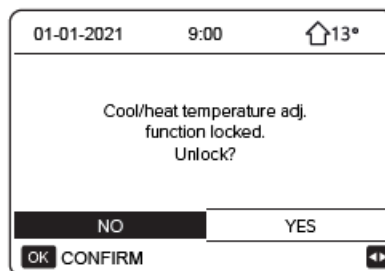 01-01-2021 9:00 13°
Cool/heat temperature adj.
function locked.
Unlock?
NO YES
OK CONFIRM